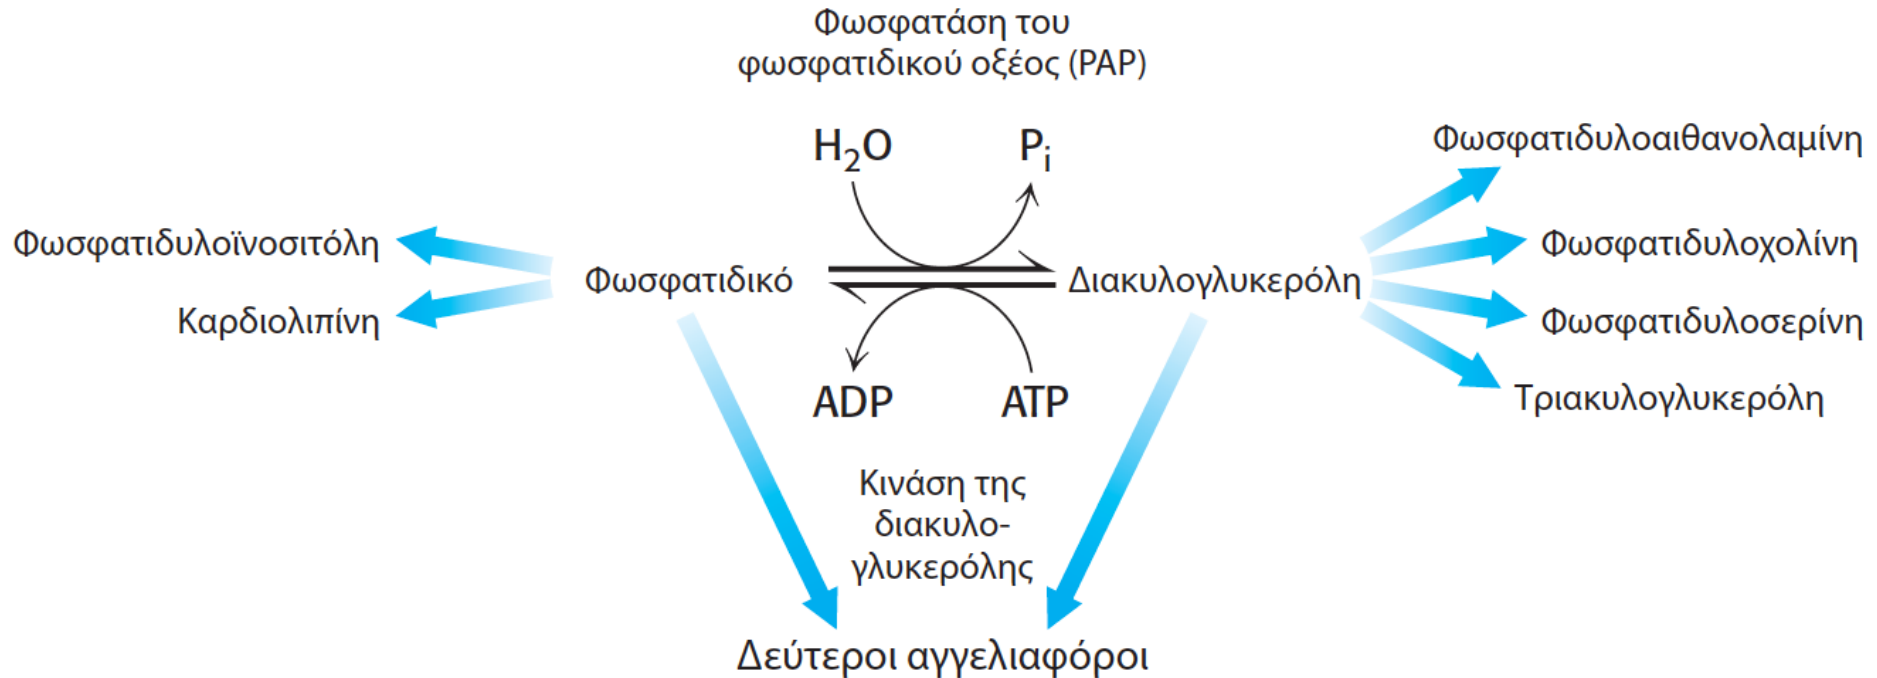 Φωσφατάση του
φωσφατιδικού οξέος (PAP)
H₂O
Pᵢ
Φωσφατιδυλοαιθανολαμίνη
Φωσφατιδυλοϊνοσιτόλη
Φωσφατιδυλοχολίνη
Φωσφατιδικό
Διακυλογλυκερόλη
Καρδιολιπίνη
Φωσφατιδυλοσερίνη
ADP
ATP
Τριακυλογλυκερόλη
Κινάση της
διακυλο-
γλυκερόλης
Δεύτεροι αγγελιαφόροι